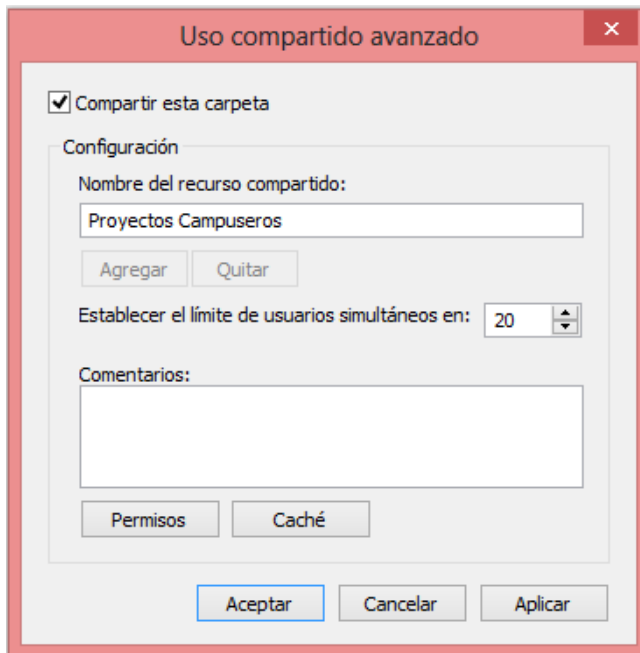 Uso compartido avanzado
Compartir esta carpeta
Configuración
Nombre del recurso compartido:
Proyectos Campuseros
Agregar Quitar
Establecer el límite de usuarios simultáneos en: 20
Comentarios:
Permisos Caché
Aceptar Cancelar Aplicar